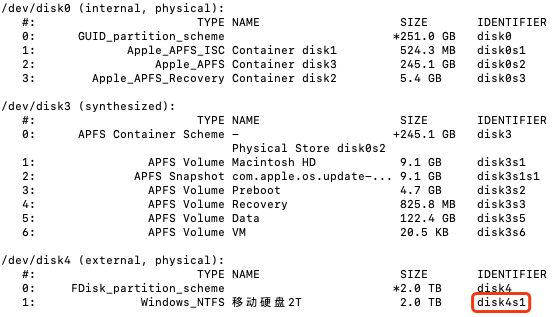 /dev/disk0 (internal, physical):
#: TYPE NAME SIZE IDENTIFIER
0: GUID_partition_scheme *251.0 GB disk0
1: Apple_APFS_ISC Container disk1 524.3 MB disk0s1
2: Apple_APFS Container disk3 245.1 GB disk0s2
3: Apple_APFS_Recovery Container disk2 5.4 GB disk0s3
/dev/disk3 (synthesized):
#: TYPE NAME SIZE IDENTIFIER
0: APFS Container Scheme - +245.1 GB disk3
Physical Store disk0s2
1: APFS Volume Macintosh HD 9.1 GB disk3s1
2: APFS Snapshot com.apple.os.update-... 9.1 GB disk3s1s1
3: APFS Volume Preboot 4.7 GB disk3s2
4: APFS Volume Recovery 825.8 MB disk3s3
5: APFS Volume Data 122.4 GB disk3s5
6: APFS Volume VM 20.5 KB disk3s6
/dev/disk4 (external, physical):
#: TYPE NAME SIZE IDENTIFIER
0: FDisk_partition_scheme *2.0 TB disk4
1: Windows_NTFS 移动硬盘2T 2.0 TB disk4s1